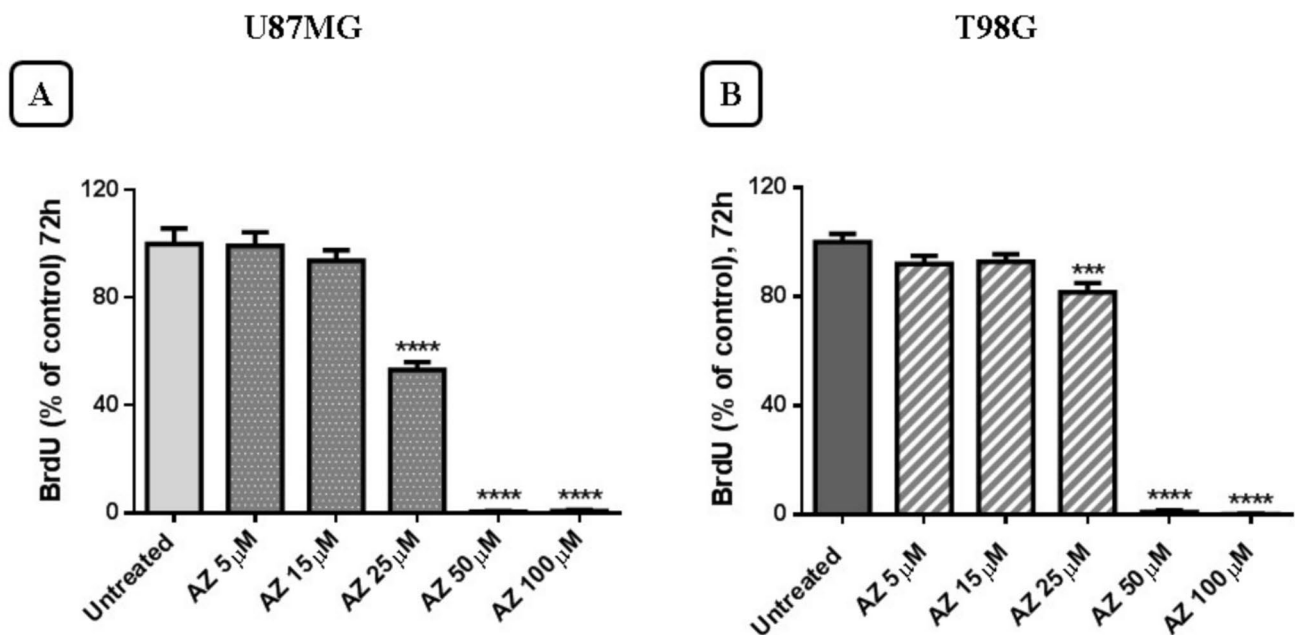 U87MG
T98G
A
B
BrdU (% of control) 72h
120
80
40
0
****
****
****
Untreated
AZ 5μM
AZ 15μM
AZ 25μM
AZ 50μM
AZ 100μM
BrdU (% of control), 72h
120
80
40
0
***
****
****
Untreated
AZ 5μM
AZ 15μM
AZ 25μM
AZ 50μM
AZ 100μM